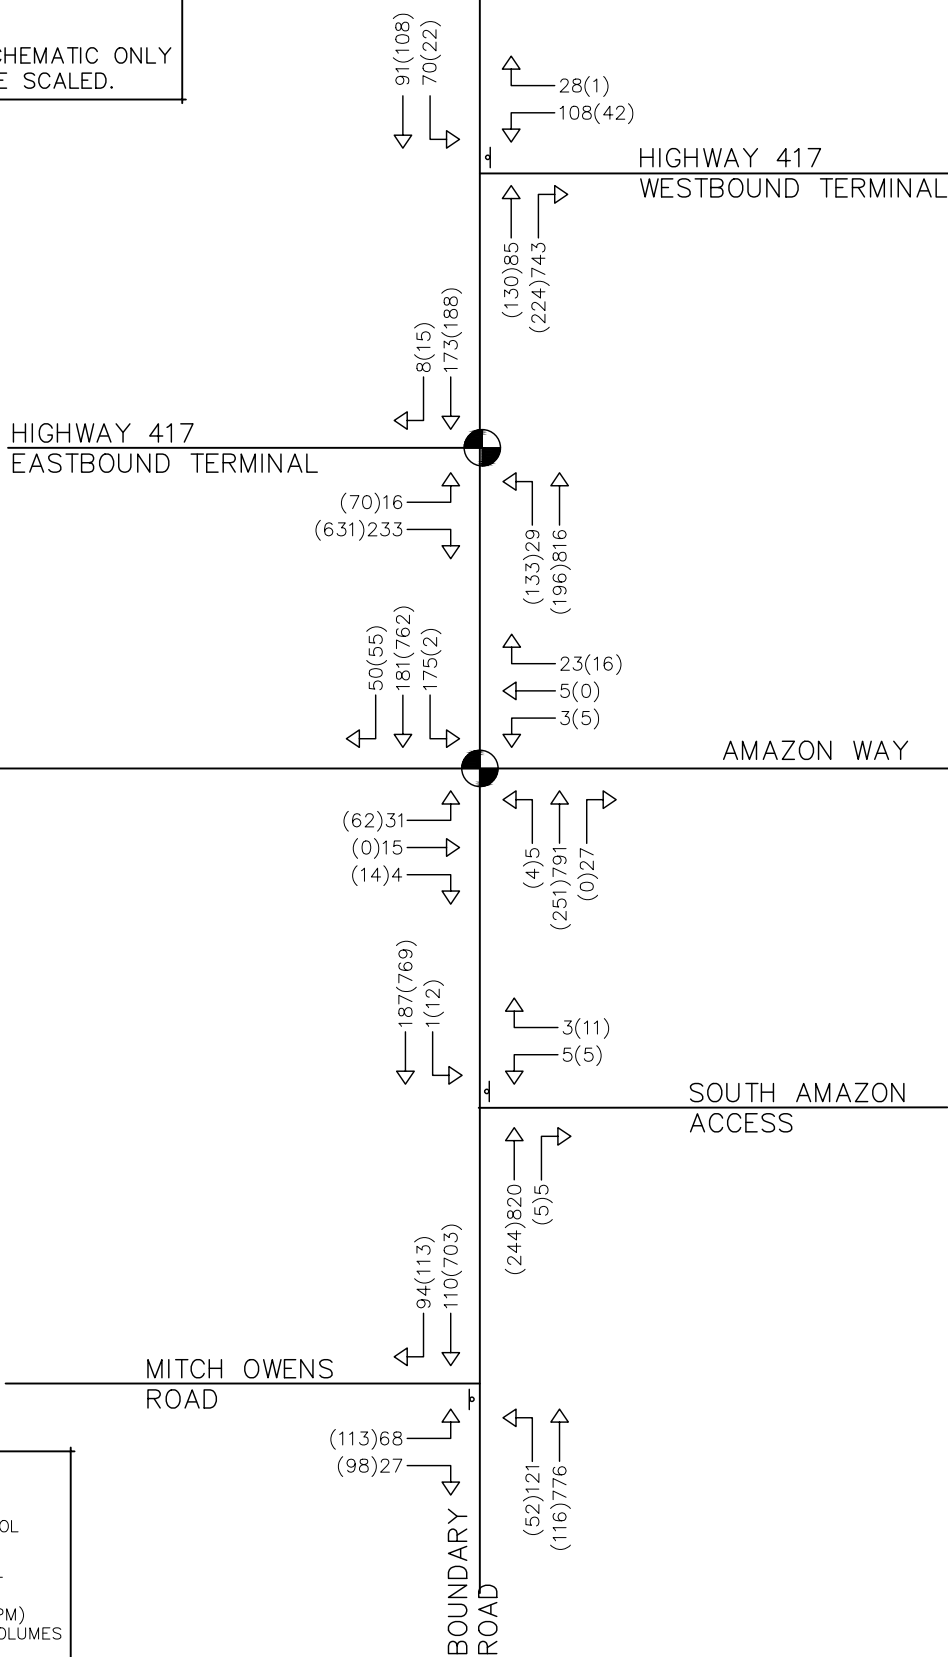 CHEMATIC ONLY
E SCALED.
91(108)
70(22)
28(1)
108(42)
HIGHWAY 417
WESTBOUND TERMINAL
(130)85
(224)743
8(15)
173(188)
HIGHWAY 417
EASTBOUND TERMINAL
(70)16
(631)233
(133)29
(196)816
50(55)
181(762)
175(2)
23(16)
5(0)
3(5)
AMAZON WAY
(62)31
(0)15
(14)4
(4)5
(251)791
(0)27
187(769)
1(12)
3(11)
5(5)
SOUTH AMAZON
ACCESS
(244)820
(5)5
94(113)
110(703)
MITCH OWENS
ROAD
(113)68
(98)27
(52)121
(116)776
BOUNDARY
ROAD
OL
PM)
OLUMES